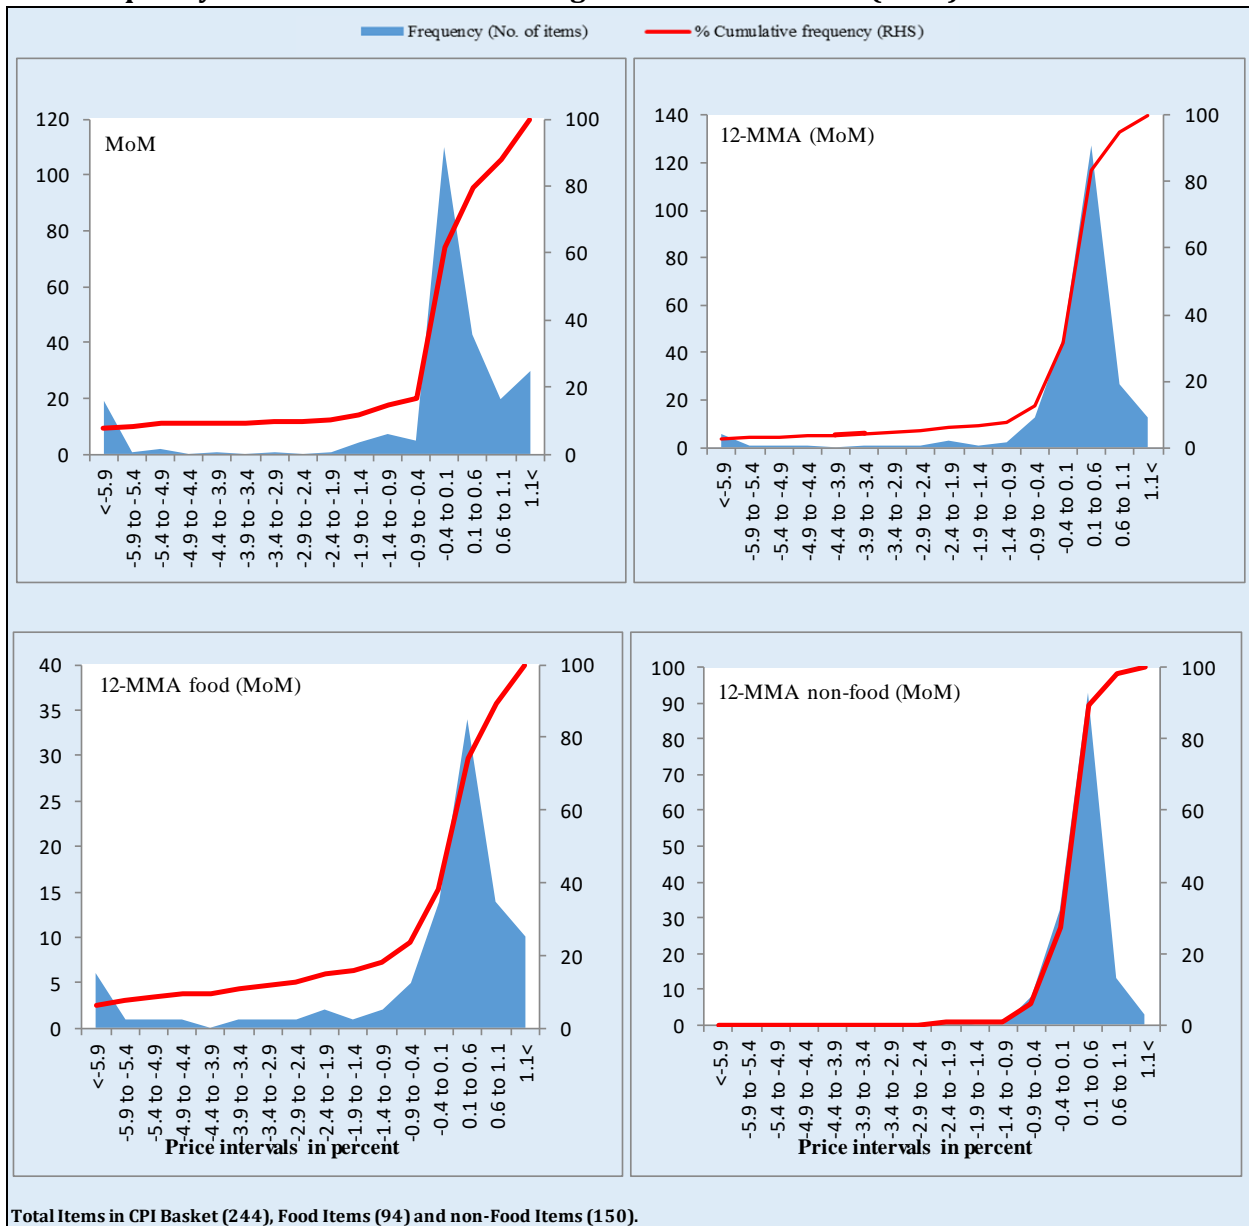 Frequency (No. of items) % Cumulative frequency (RHS)
MoM
120
100
80
60
40
20
0
100
80
60
40
20
0
<-5.9
-5.9 to -5.4
-5.4 to -4.9
-4.9 to -4.4
-4.4 to -3.9
-3.9 to -3.4
-3.4 to -2.9
-2.9 to -2.4
-2.4 to -1.9
-1.9 to -1.4
-1.4 to -0.9
-0.9 to -0.4
-0.4 to 0.1
0.1 to 0.6
0.6 to 1.1
1.1<
12-MMA (MoM)
140
120
100
80
60
40
20
0
100
80
60
40
20
0
<-5.9
-5.9 to -5.4
-5.4 to -4.9
-4.9 to -4.4
-4.4 to -3.9
-3.9 to -3.4
-3.4 to -2.9
-2.9 to -2.4
-2.4 to -1.9
-1.9 to -1.4
-1.4 to -0.9
-0.9 to -0.4
-0.4 to 0.1
0.1 to 0.6
0.6 to 1.1
1.1<
12-MMA food (MoM)
40
35
30
25
20
15
10
5
0
100
80
60
40
20
0
<-5.9
-5.9 to -5.4
-5.4 to -4.9
-4.9 to -4.4
-4.4 to -3.9
-3.9 to -3.4
-3.4 to -2.9
-2.9 to -2.4
-2.4 to -1.9
-1.9 to -1.4
-1.4 to -0.9
-0.9 to -0.4
-0.4 to 0.1
0.1 to 0.6
0.6 to 1.1
1.1<
Price intervals in percent
12-MMA non-food (MoM)
100
90
80
70
60
50
40
30
20
10
0
100
80
60
40
20
0
<-5.9
-5.9 to -5.4
-5.4 to -4.9
-4.9 to -4.4
-4.4 to -3.9
-3.9 to -3.4
-3.4 to -2.9
-2.9 to -2.4
-2.4 to -1.9
-1.9 to -1.4
-1.4 to -0.9
-0.9 to -0.4
-0.4 to 0.1
0.1 to 0.6
0.6 to 1.1
1.1<
Price intervals in percent
Total Items in CPI Basket (244), Food Items (94) and non-Food Items (150).